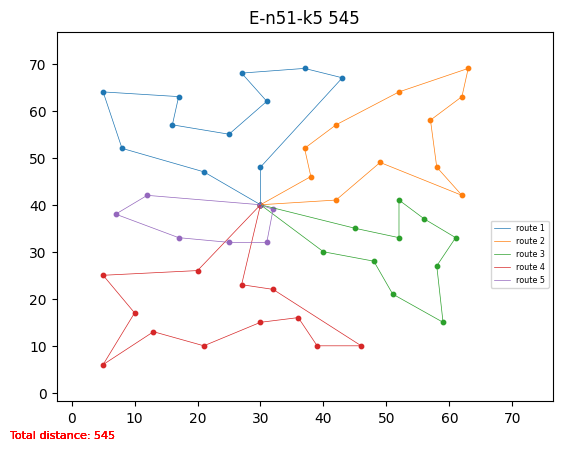 E-n51-k5 545
70
60
50
40
30
20
10
0
route 1
route 2
route 3
route 4
route 5
0 10 20 30 40 50 60 70
Total distance: 545